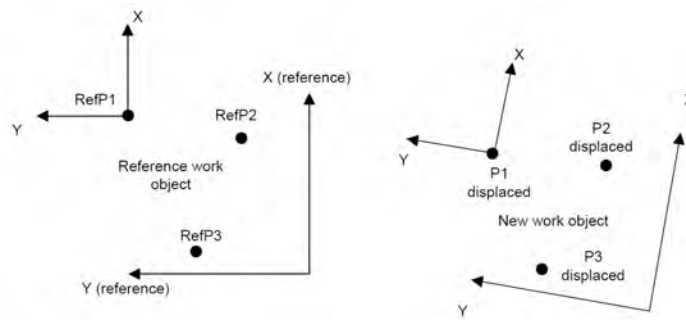 X
RefP1
Y
X (reference)
RefP2
Reference work
object
RefP3
Y (reference)
X
Y
P1
displaced
P2
displaced
New work object
P3
displaced
Y